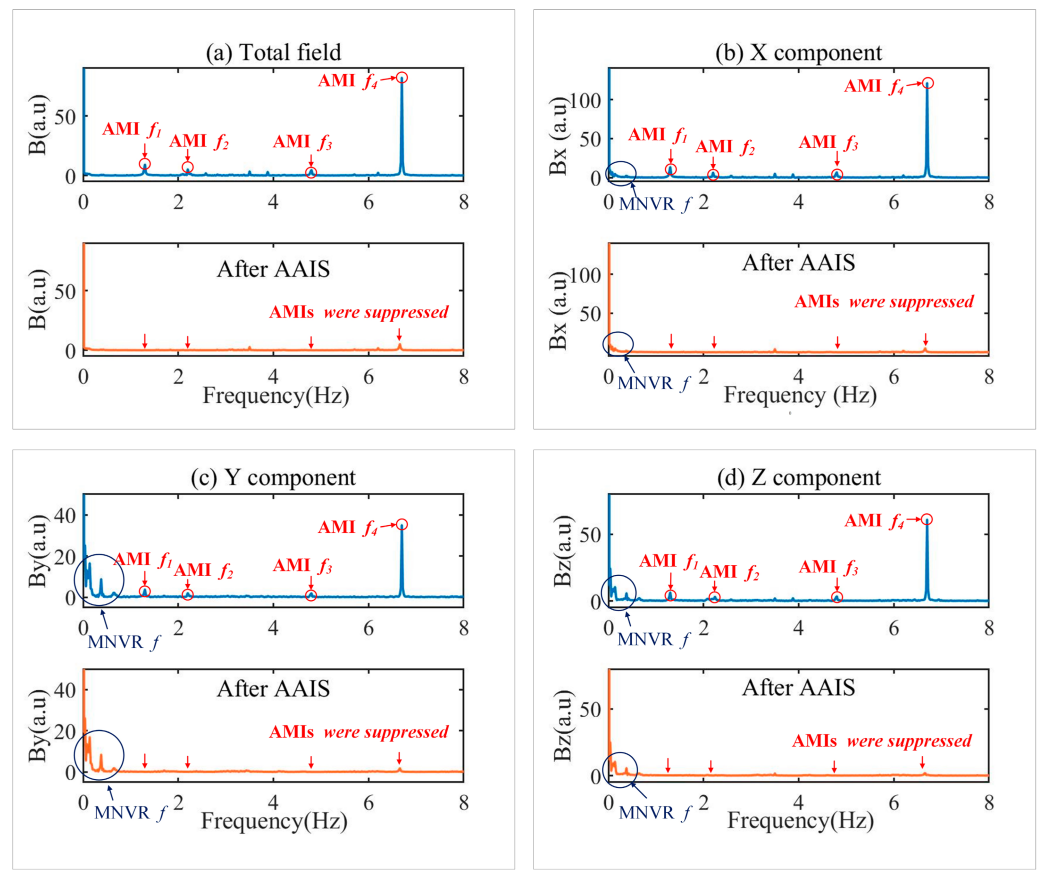 (a) Total field
B(a.u)
50
0
AMI f1
AMI f2
AMI f3
AMI f4
0 2 4 6 8
After AAIS
B(a.u)
50
0
AMIs were suppressed
0 2 4 6 8
Frequency(Hz)
(b) X component
Bx (a.u)
100
50
0
AMI f1
AMI f2
AMI f3
AMI f4
MNVR f
0 2 4 6 8
After AAIS
Bx (a.u)
100
50
AMIs were suppressed
MNVR f
0 2 4 6 8
Frequency (Hz)
(c) Y component
By(a.u)
40
20
0
AMI f1
AMI f2
AMI f3
AMI f4
MNVR f
0 2 4 6 8
After AAIS
By(a.u)
40
20
0
AMIs were suppressed
MNVR f
0 2 4 6 8
Frequency(Hz)
(d) Z component
Bz(a.u)
50
0
AMI f1
AMI f2
AMI f3
AMI f4
MNVR f
0 2 4 6 8
After AAIS
Bz(a.u)
50
0
AMIs were suppressed
MNVR f
0 2 4 6 8
Frequency(Hz)